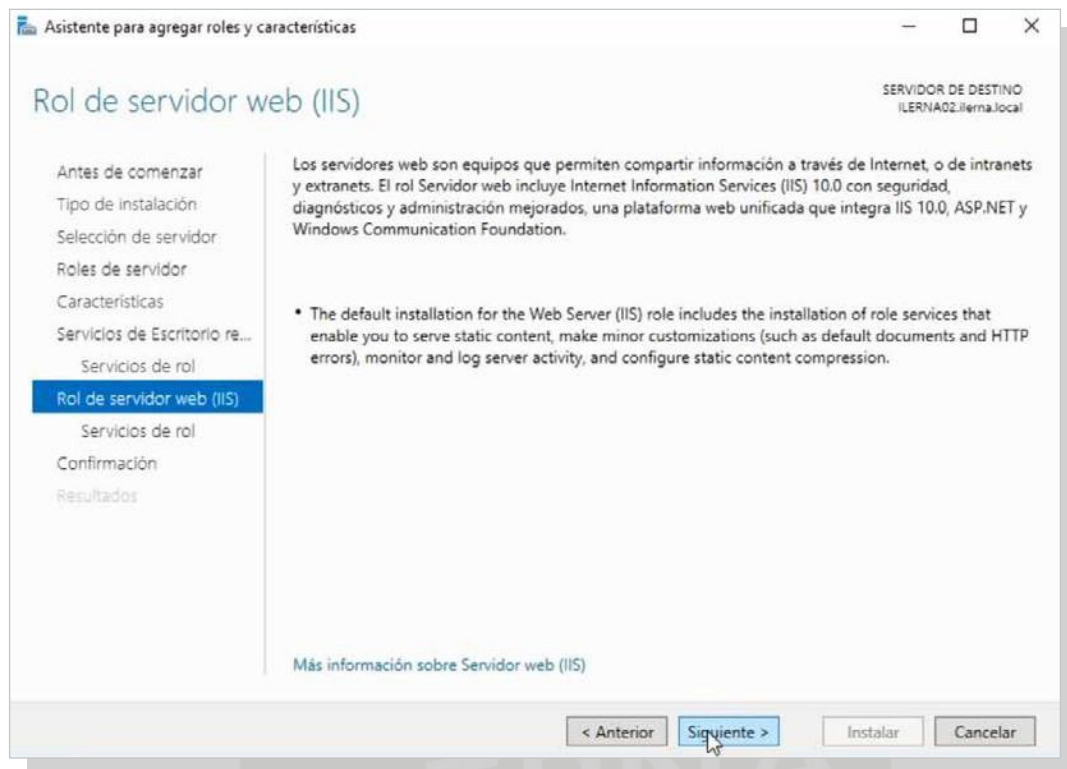 Asistente para agregar roles y características
Rol de servidor web (IIS)
SERVIDOR DE DESTINO
ILERNA02.ilerna.local
Antes de comenzar
Tipo de instalación
Selección de servidor
Roles de servidor
Características
Servicios de Escritorio re...
Servicios de rol
Rol de servidor web (IIS)
Servicios de rol
Confirmación
Resultados
Los servidores web son equipos que permiten compartir información a través de Internet, o de intranets
y extranets. El rol Servidor web incluye Internet Information Services (IIS) 10.0 con seguridad,
diagnósticos y administración mejorados, una plataforma web unificada que integra IIS 10.0, ASP.NET y
Windows Communication Foundation.
• The default installation for the Web Server (IIS) role includes the installation of role services that
enable you to serve static content, make minor customizations (such as default documents and HTTP
errors), monitor and log server activity, and configure static content compression.
Más información sobre Servidor web (IIS)
< Anterior
Siguiente >
Instalar
Cancelar